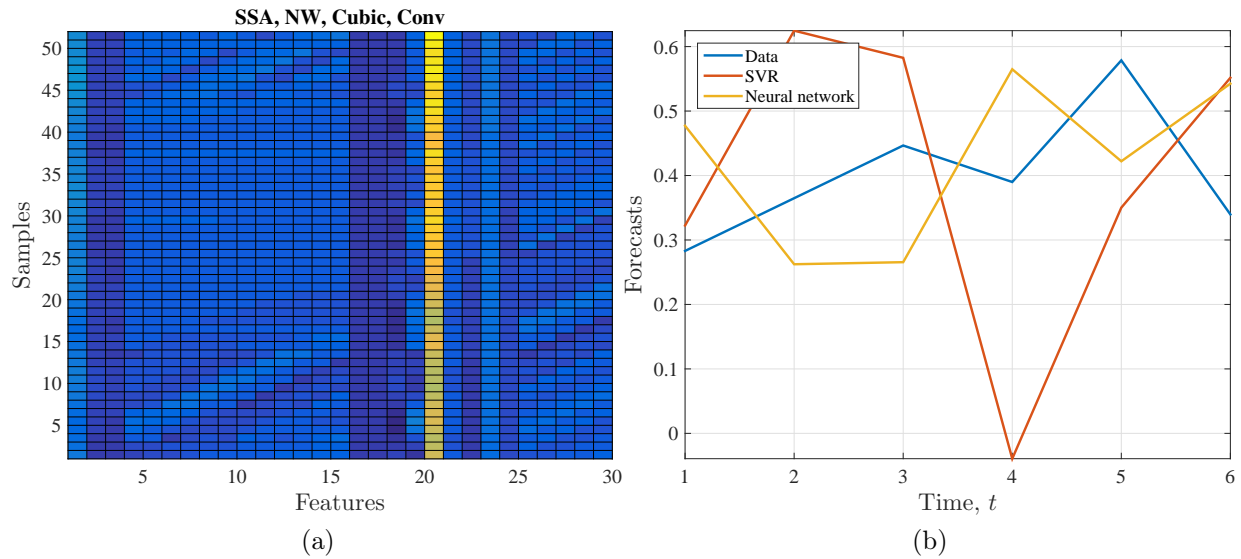 SSA, NW, Cubic, Conv
50
45
40
35
30
25
20
15
10
5
Samples
5 10 15 20 25 30
Features
(a)
Data
SVR
Neural network
0.6
0.5
0.4
0.3
0.2
0.1
0
Forecasts
1 2 3 4 5 6
Time, t
(b)